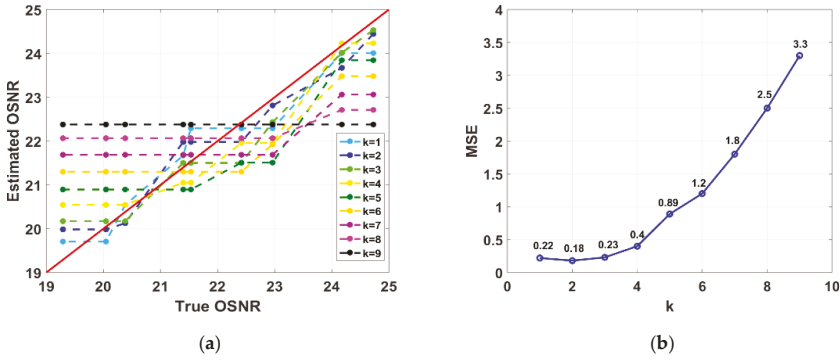 25
24
23
22
21
20
19
Estimated OSNR
19
20
21
22
23
24
25
True OSNR
k=1
k=2
k=3
k=4
k=5
k=6
k=7
k=8
k=9
(a)
4
3.5
3
2.5
2
1.5
1
0.5
0
MSE
0.22
0.18
0.23
0.4
0.89
1.2
1.8
2.5
3.3
0
2
4
6
8
10
k
(b)